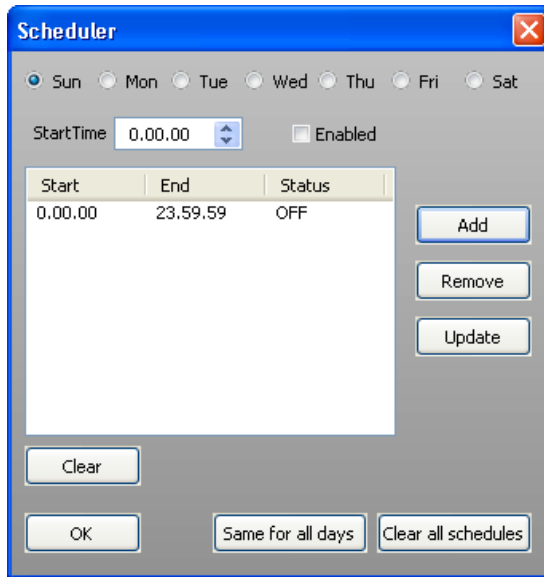 Scheduler
Sun Mon Tue Wed Thu Fri Sat
StartTime 0.00.00 Enabled
Start End Status
0.00.00 23.59.59 OFF
Add
Remove
Update
Clear
OK Same for all days Clear all schedules